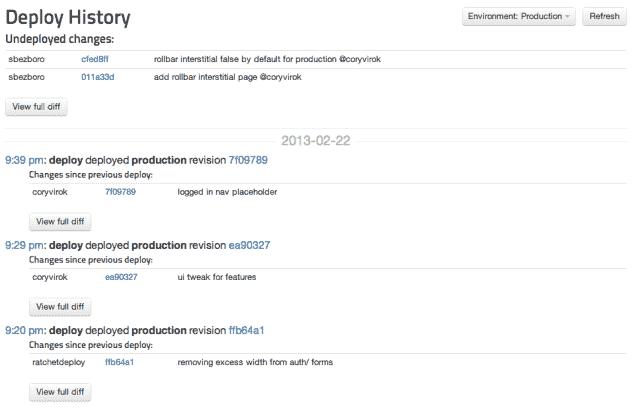 Deploy History
Environment: Production
Refresh
Undeployed changes:
sbezboro cfed8ff rollbar interstitial false by default for production @coryvirok
sbezboro 011a33d add rollbar interstitial page @coryvirok
View full diff
2013-02-22
9:39 pm: deploy deployed production revision 7f09789
Changes since previous deploy:
coryvirok 7f09789 logged in nav placeholder
View full diff
9:29 pm: deploy deployed production revision ea90327
Changes since previous deploy:
coryvirok ea90327 ui tweak for features
View full diff
9:20 pm: deploy deployed production revision ffb64a1
Changes since previous deploy:
ratchetdeploy ffb64a1 removing excess width from auth/ forms
View full diff